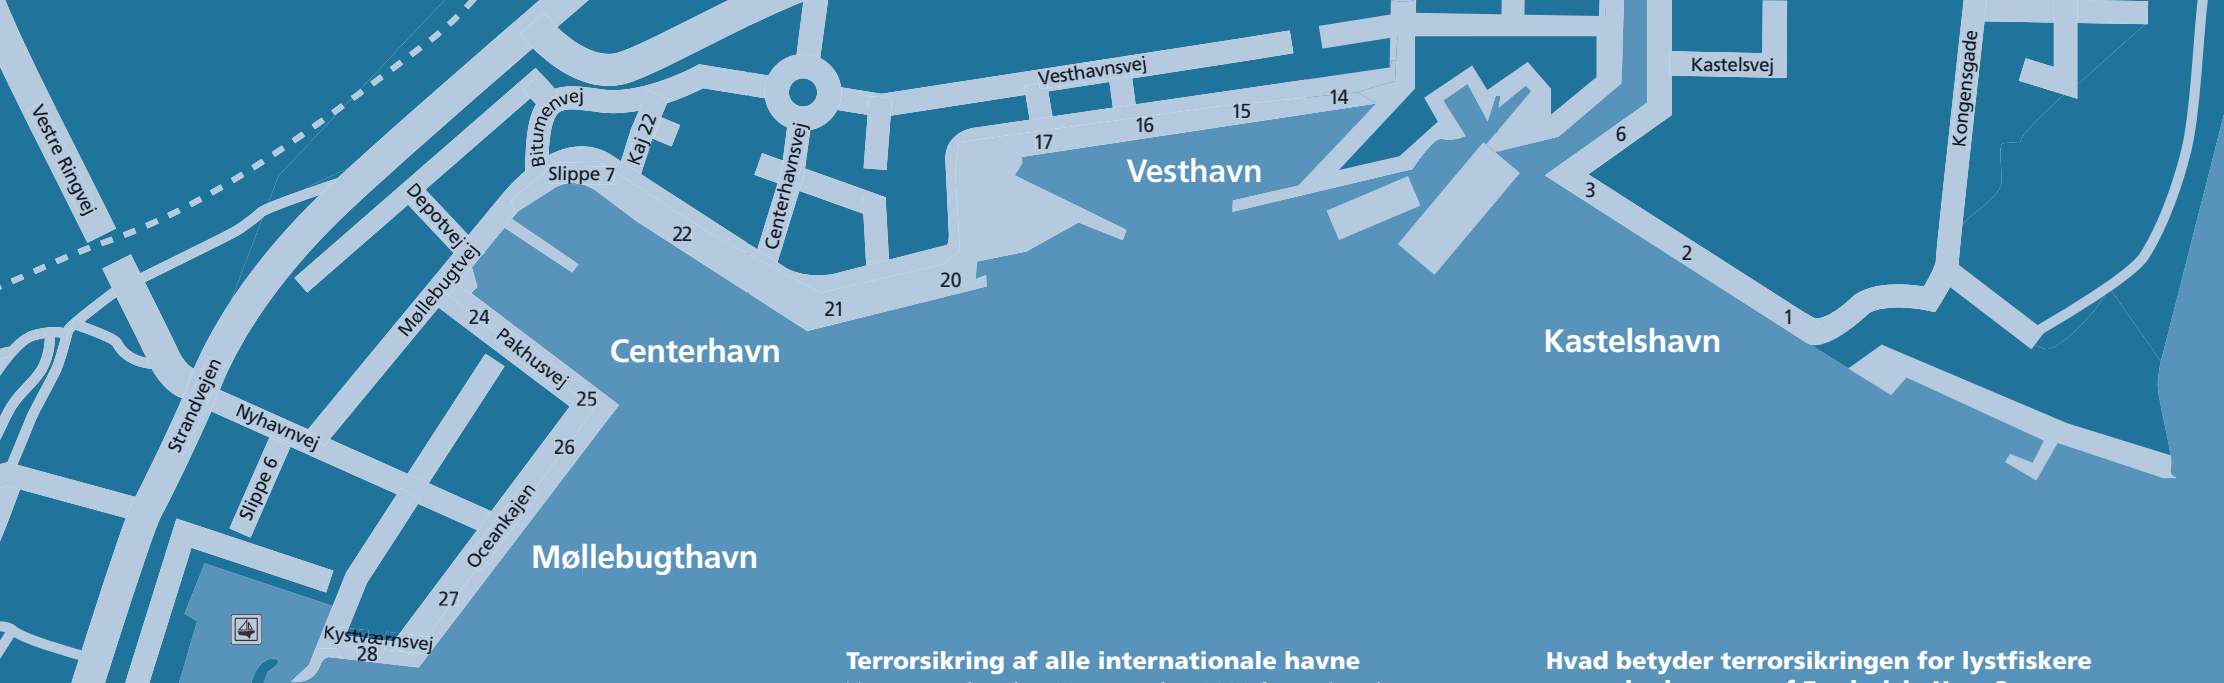 Vestre Ringvej
Bitumenvej
Kaj 22
Slippe 7
Depotvej
Møllebugtvej
Centerhavnsvej
Vesthavnsvej
Kastelsvej
Kongensgade
17
16
15
14
Vesthavn
6
3
2
1
22
21
20
24
Pakhusvej
25
26
Centerhavn
Kastelshavn
Strandvejen
Nyhavnvej
Slippe 6
Oceankajen
Møllebugthavn
27
Kystværnsvej
28
Terrorsikring af alle internationale havne
Hvad betyder terrorsikringen for lystfiskere